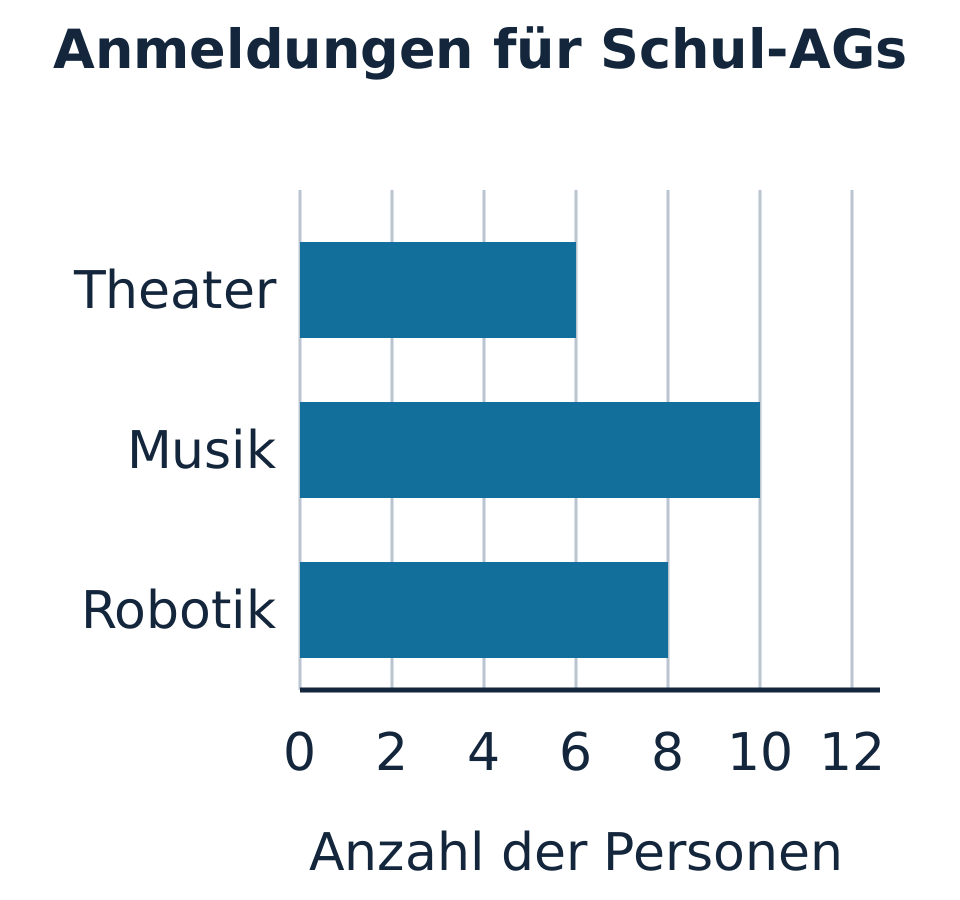 Anmeldungen für Schul-AGs
Theater
Musik
Robotik
0 2 4 6 8 10 12
Anzahl der Personen